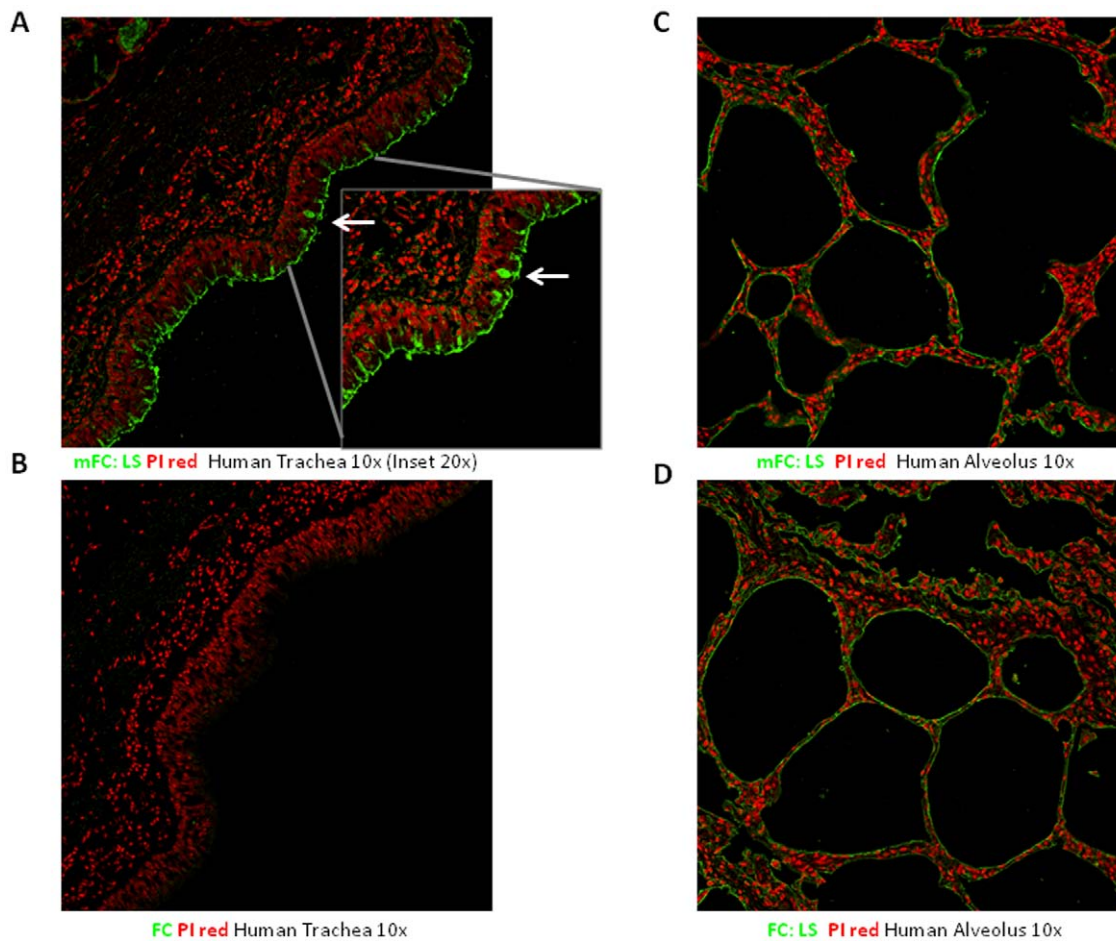 A
C
mFC: LS PI red Human Trachea 10x (Inset 20x)
mFC: LS PI red Human Alveolus 10x
B
D
FC PI red Human Trachea 10x
FC: LS PI red Human Alveolus 10x